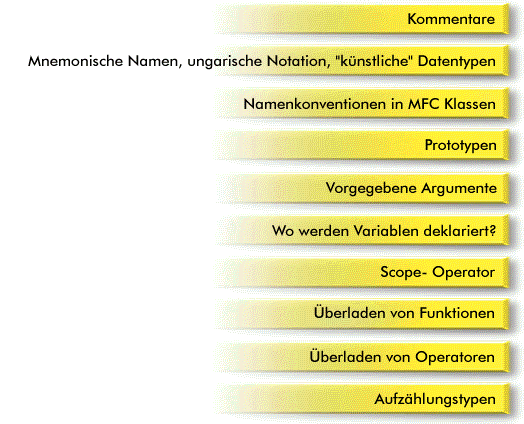 Kommentare
Mnemonische Namen, ungarische Notation, "künstliche" Datentypen
Namenkonventionen in MFC Klassen
Prototypen
Vorgegebene Argumente
Wo werden Variablen deklariert?
Scope- Operator
Überladen von Funktionen
Überladen von Operatoren
Aufzählungstypen